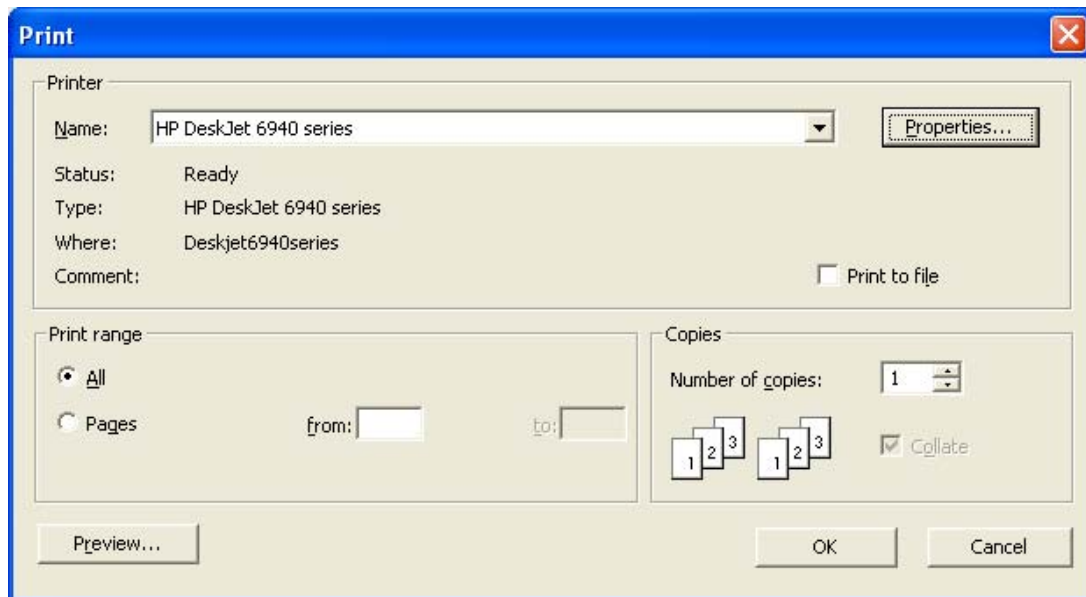 Print
Printer
Name: HP DeskJet 6940 series Properties...
Status: Ready
Type: HP DeskJet 6940 series
Where: Deskjet6940series
Comment: Print to file
Print range
All
Pages from: to:
Copies
Number of copies: 1
1 2 3 1 2 3 Collate
Preview... OK Cancel